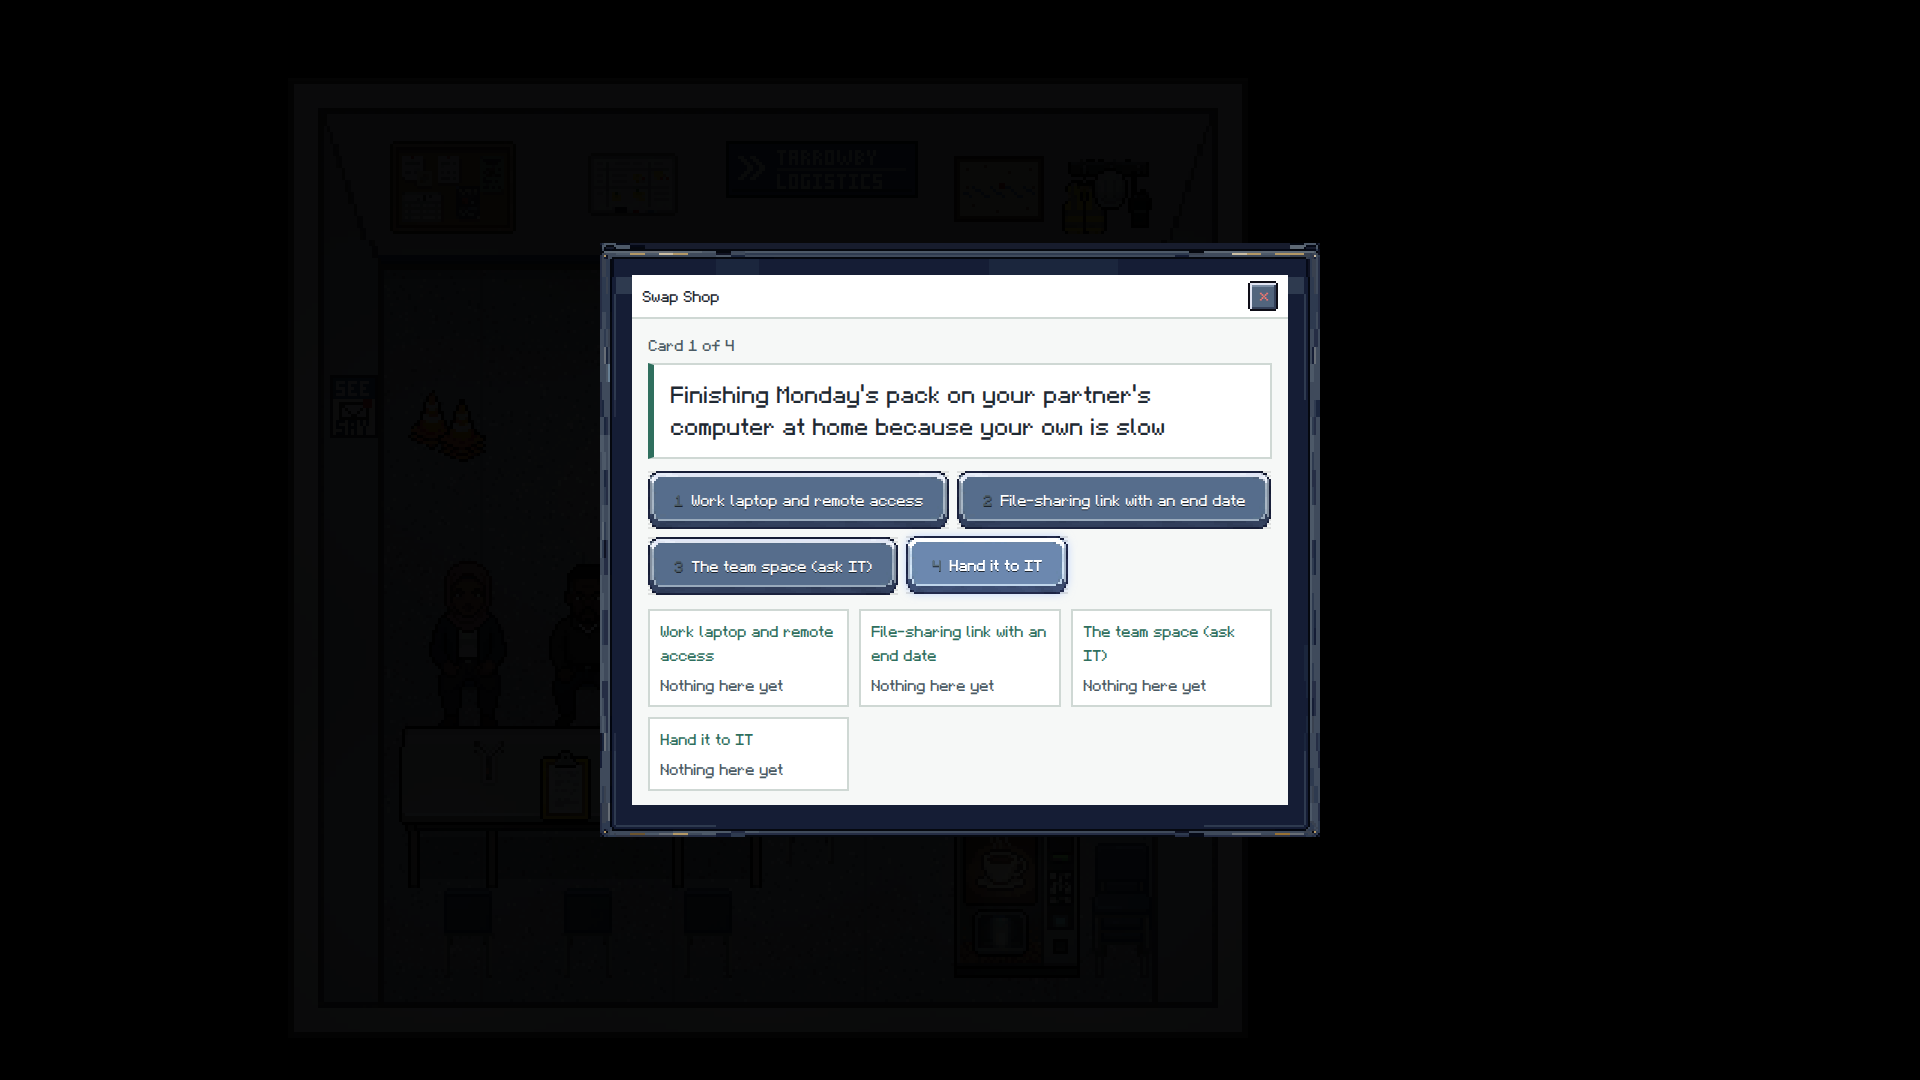 TARROWBY
LOGISTICS
Swap Shop
Card 1 of 4
SEE
SAY
Finishing Monday's pack on your partner's
computer at home because your own is slow
1 Work laptop and remote access
2 File-sharing link with an end date
3 The team space (ask IT)
4 Hand it to IT
Work laptop and remote
access
Nothing here yet
File-sharing link with an
end date
Nothing here yet
The team space (ask
IT)
Nothing here yet
Hand it to IT
Nothing here yet